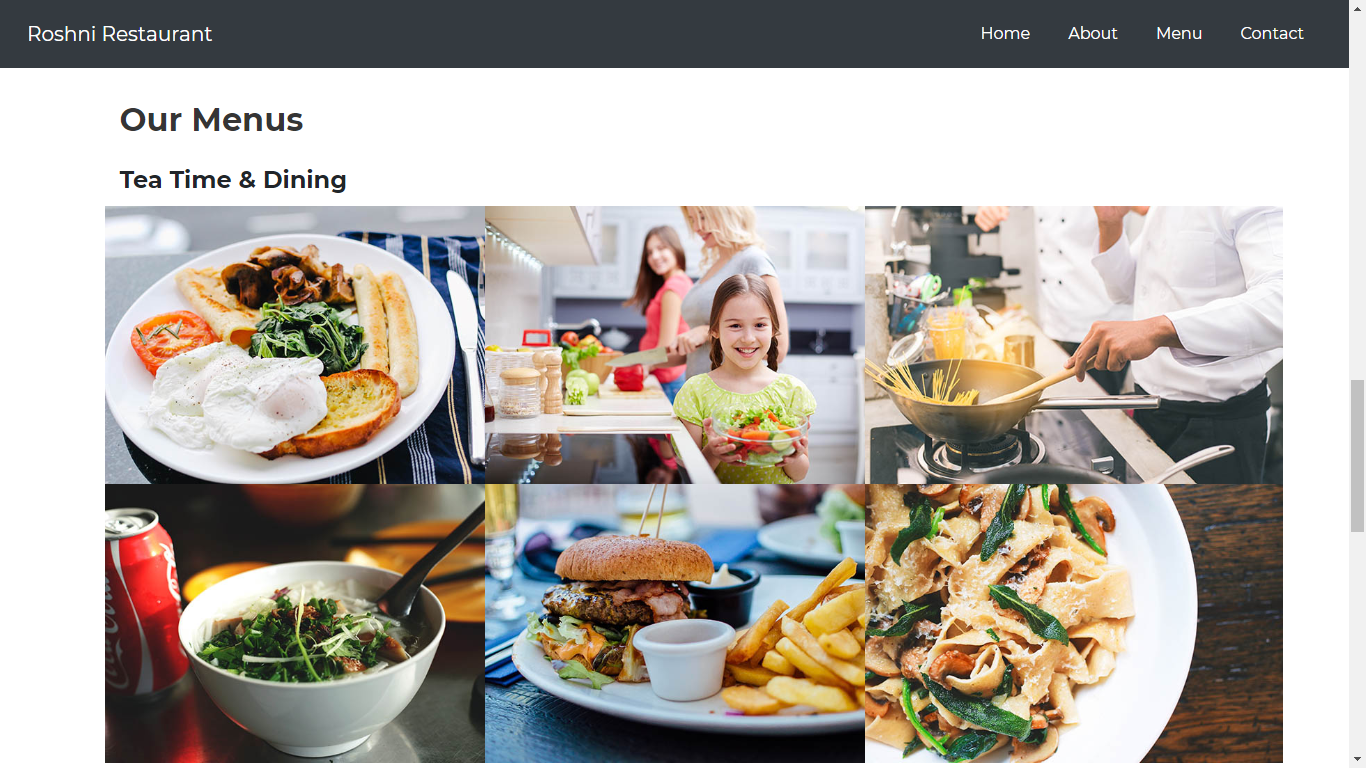 Roshni Restaurant
Home About Menu Contact
Our Menus
Tea Time & Dining